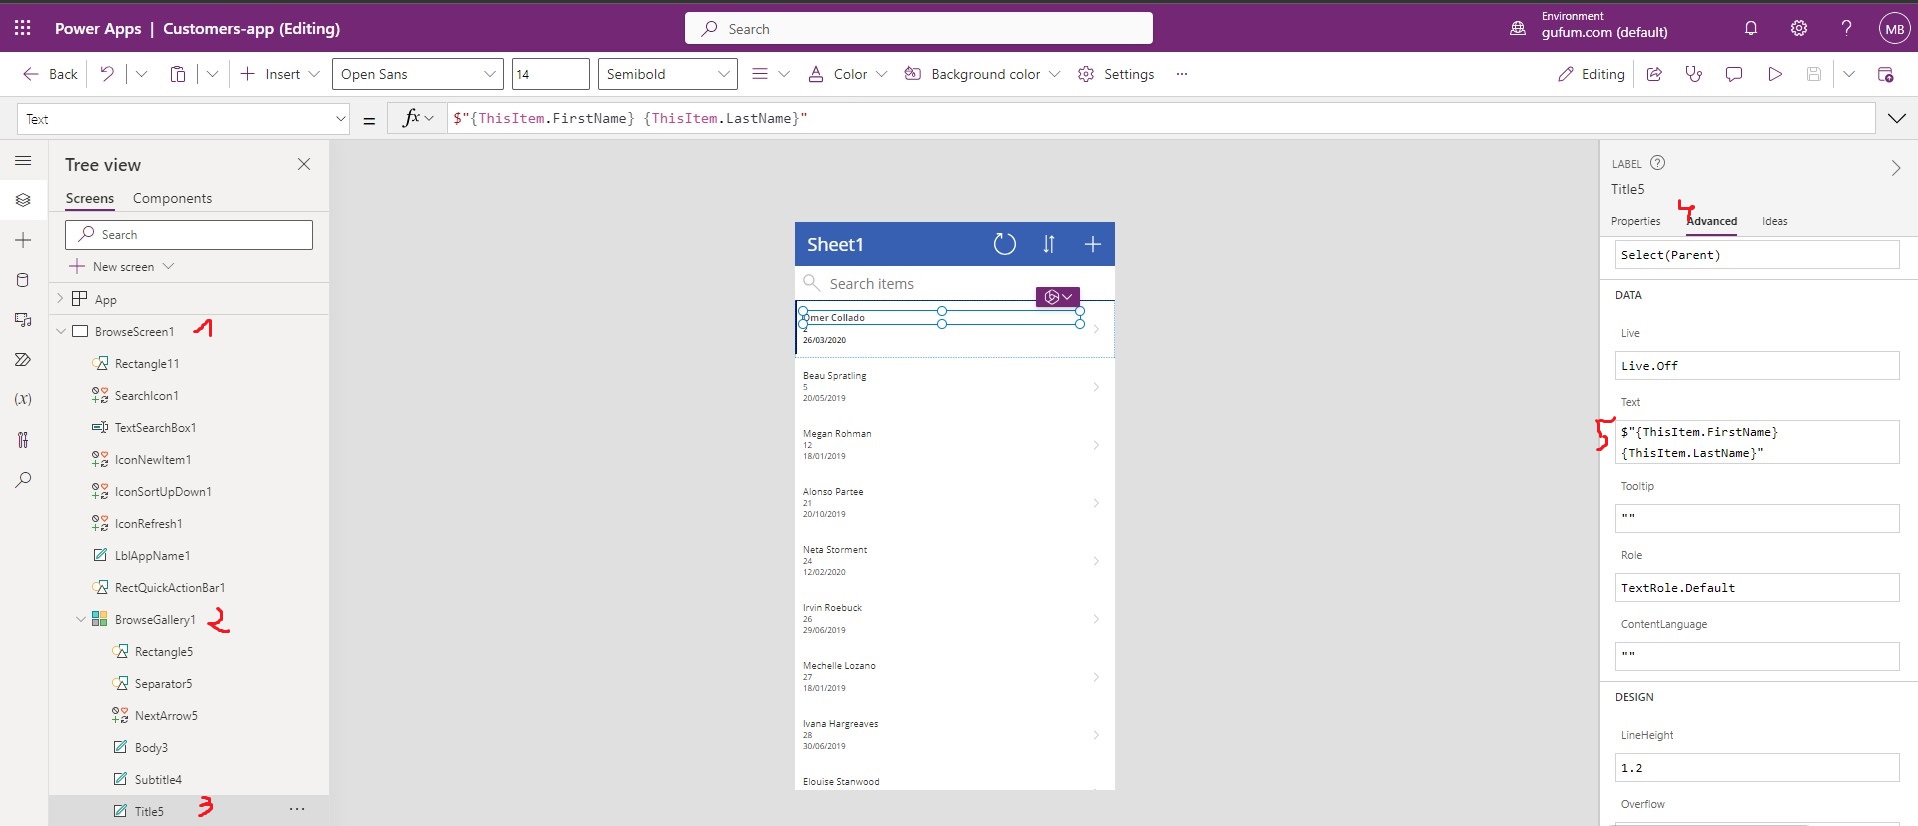 Power Apps | Customers-app (Editing)
Search
Environment
gufum.com (default)
MB
Back
Insert
Open Sans
14
Semibold
Color
Background color
Settings
...
Editing
Text
=
fx
$"{ThisItem.FirstName} {ThisItem.LastName}"
Tree view
Screens
Components
Search
New screen
App
BrowseScreen1
1
Rectangle11
SearchIcon1
TextSearchBox1
IconNewItem1
IconSortUpDown1
IconRefresh1
LblAppName1
RectQuickActionBar1
BrowseGallery1
2
Rectangle5
Separator5
NextArrow5
Body3
Subtitle4
Title5
3
...
(x)
Sheet1
Search items
Omer Collado
2
26/03/2020
Beau Spratling
5
20/05/2019
Megan Rohman
12
18/01/2019
Alonso Partee
21
20/10/2019
Neta Storment
24
12/02/2020
Irvin Roebuck
26
29/06/2019
Mechelle Lozano
27
18/01/2019
Ivana Hargreaves
28
30/06/2019
Elouise Stanwood
LABEL ?
Title5
4
Properties
Advanced
Ideas
Select(Parent)
DATA
Live
Live.Off
Text
5
$"{ThisItem.FirstName}
{ThisItem.LastName}"
Tooltip
""
Role
TextRole.Default
ContentLanguage
""
DESIGN
LineHeight
1.2
Overflow